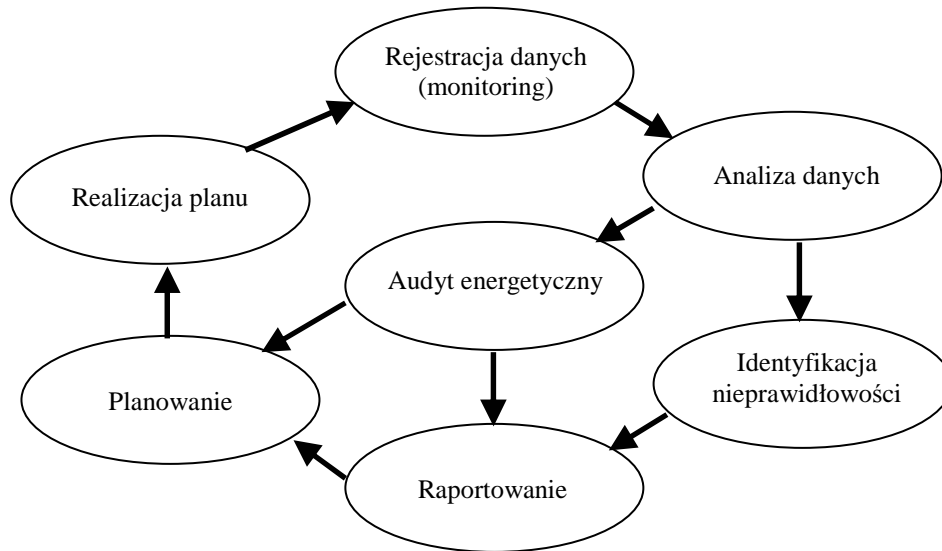 Rejestracja danych
(monitoring)
Analiza danych
Realizacja planu
Audyt energetyczny
Identyfikacja
nieprawidłowości
Planowanie
Raportowanie